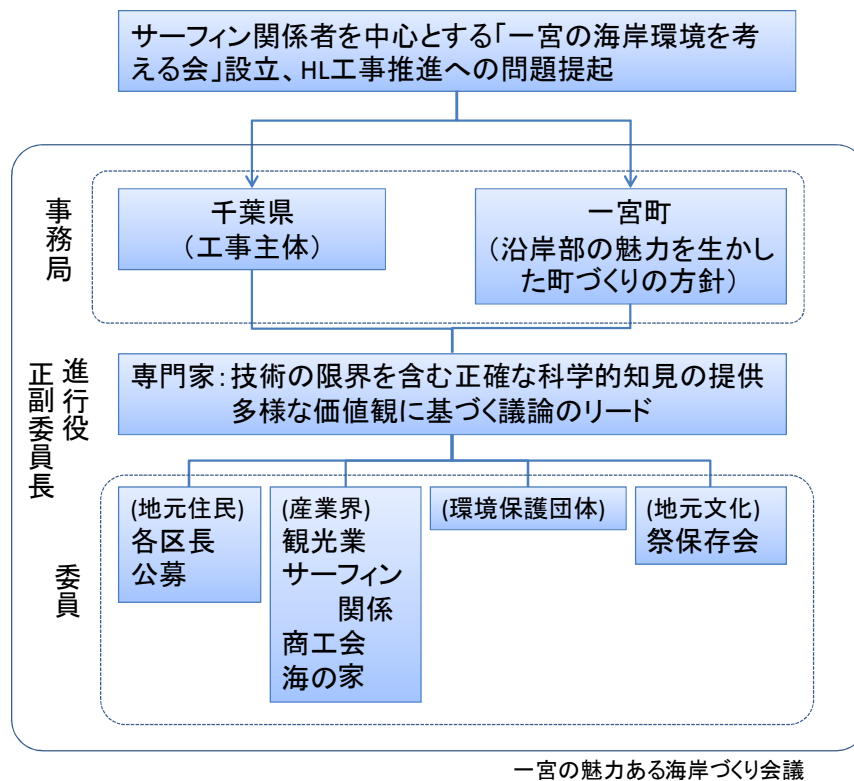 サーフィン関係者を中心とする「一宮の海岸環境を考
える会」設立、HL工事推進への問題提起
事務局
千葉県
（工事主体）
一宮町
（沿岸部の魅力を生かし
た町づくりの方針）
進行役
正副委員長
専門家：技術の限界を含む正確な科学的知見の提供
多様な価値観に基づく議論のリード
委員
(地元住民)
各区長
公募
(産業界)
観光業
サーフィン
関係
商工会
海の家
(環境保護団体)
(地元文化)
祭保存会
一宮の魅力ある海岸づくり会議